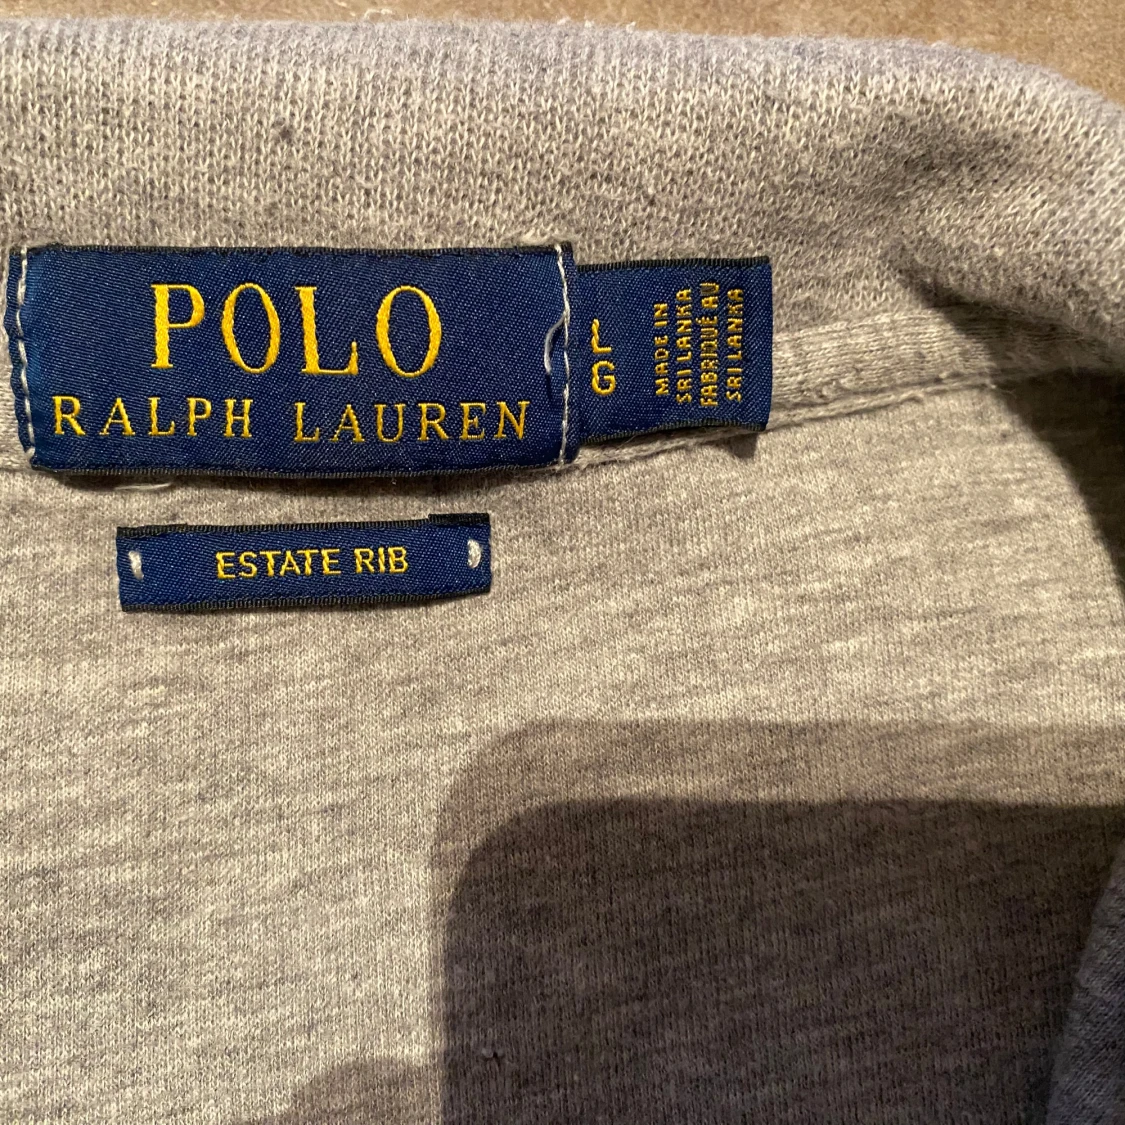 POLO
RALPH LAUREN
L
G
MADE IN
SRI LANKA
FABRIQUÉ AU
SRI LANKA
ESTATE RIB